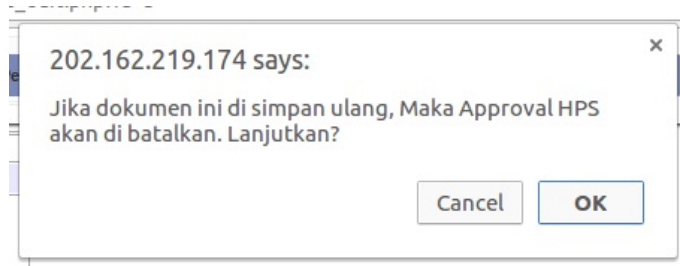 202.162.219.174 says:
×
Jika dokumen ini di simpan ulang, Maka Approval HPS
akan di batalkan. Lanjutkan?
Cancel OK